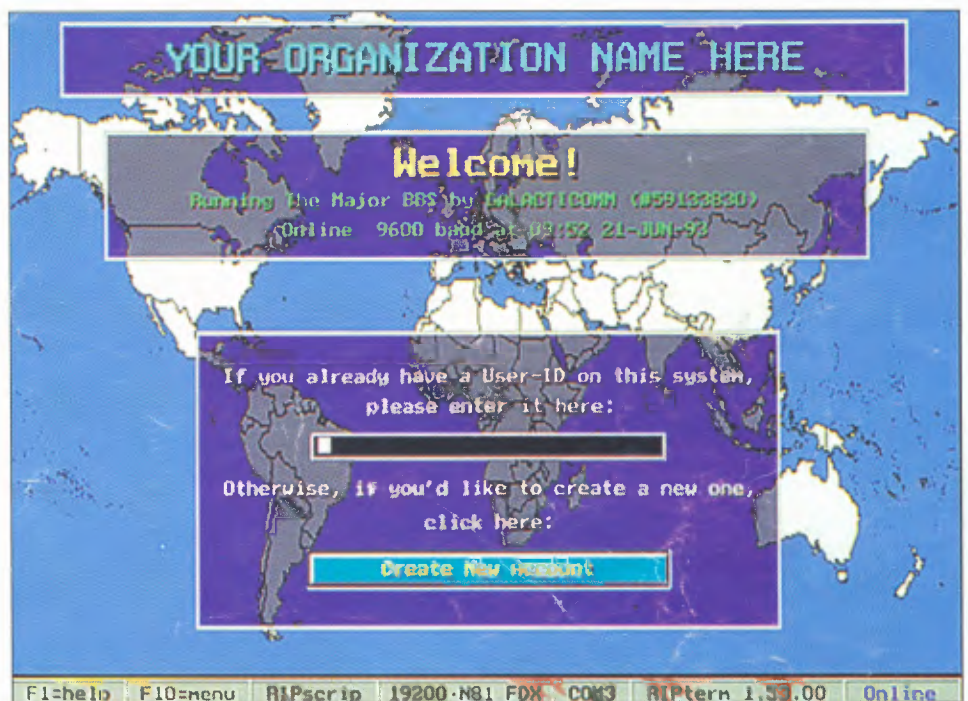 YOUR ORGANIZATION NAME HERE
Welcome!
Running The Major BBS by GALACTICOMM (#59133830)
Online 9600 baud at 09:52 21-JUN-93
If you already have a User-ID on this system,
please enter it here:
Otherwise, if you'd like to create a new one,
click here:
Create New Account
F1=help F10=menu RIPscrip 19200·N81 FDX COM3 RIPterm 1.53.00 Online